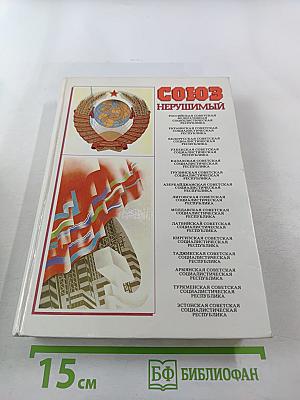 СОЮЗ
НЕРУШИМЫЙ
РОССИЙСКАЯ СОВЕТСКАЯ
ФЕДЕРАТИВНАЯ
СОЦИАЛИСТИЧЕСКАЯ
РЕСПУБЛИКА
УКРАИНСКАЯ СОВЕТСКАЯ
СОЦИАЛИСТИЧЕСКАЯ
РЕСПУБЛИКА
БЕЛОРУССКАЯ СОВЕТСКАЯ
СОЦИАЛИСТИЧЕСКАЯ
РЕСПУБЛИКА
УЗБЕКСКАЯ СОВЕТСКАЯ
СОЦИАЛИСТИЧЕСКАЯ
РЕСПУБЛИКА
КАЗАХСКАЯ СОВЕТСКАЯ
СОЦИАЛИСТИЧЕСКАЯ
РЕСПУБЛИКА
ГРУЗИНСКАЯ СОВЕТСКАЯ
СОЦИАЛИСТИЧЕСКАЯ
РЕСПУБЛИКА
АЗЕРБАЙДЖАНСКАЯ СОВЕТСКАЯ
СОЦИАЛИСТИЧЕСКАЯ
РЕСПУБЛИКА
ЛИТОВСКАЯ СОВЕТСКАЯ
СОЦИАЛИСТИЧЕСКАЯ
РЕСПУБЛИКА
МОЛДАВСКАЯ СОВЕТСКАЯ
СОЦИАЛИСТИЧЕСКАЯ
РЕСПУБЛИКА
ЛАТВИЙСКАЯ СОВЕТСКАЯ
СОЦИАЛИСТИЧЕСКАЯ
РЕСПУБЛИКА
КИРГИЗСКАЯ СОВЕТСКАЯ
СОЦИАЛИСТИЧЕСКАЯ
РЕСПУБЛИКА
ТАДЖИКСКАЯ СОВЕТСКАЯ
СОЦИАЛИСТИЧЕСКАЯ
РЕСПУБЛИКА
АРМЯНСКАЯ СОВЕТСКАЯ
СОЦИАЛИСТИЧЕСКАЯ
РЕСПУБЛИКА
ТУРКМЕНСКАЯ СОВЕТСКАЯ
СОЦИАЛИСТИЧЕСКАЯ
РЕСПУБЛИКА
ЭСТОНСКАЯ СОВЕТСКАЯ
СОЦИАЛИСТИЧЕСКАЯ
РЕСПУБЛИКА
15 см
БФ БИБЛИОФАН